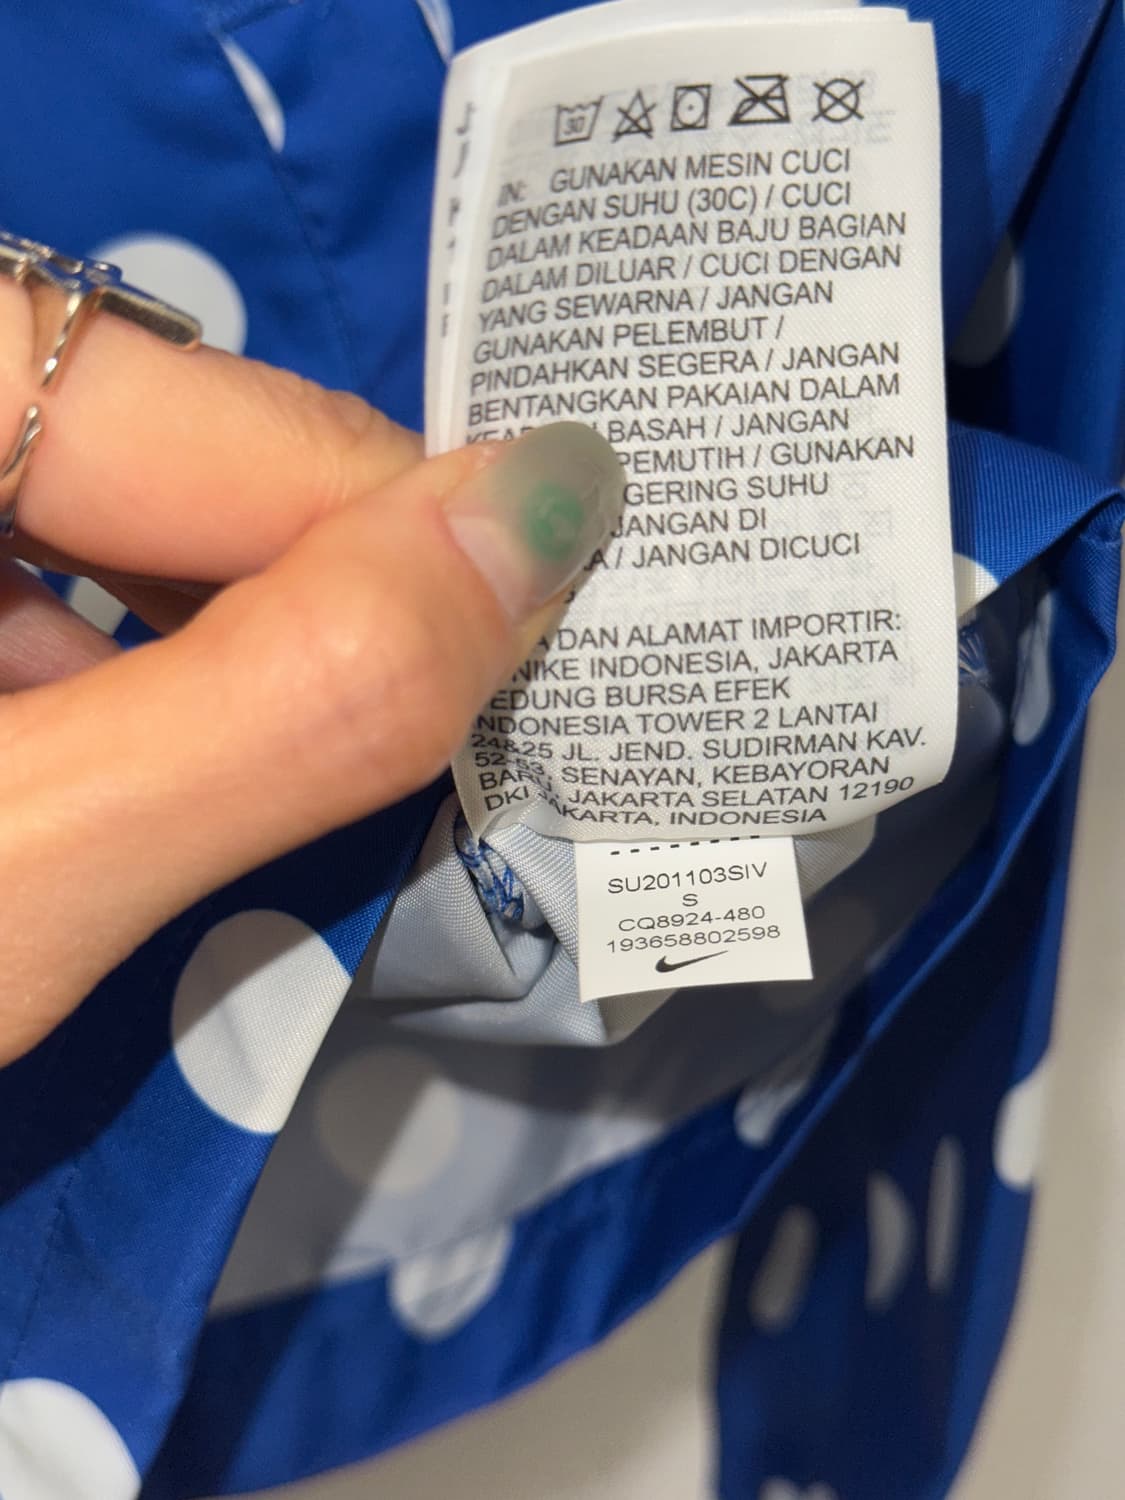 30
IN: GUNAKAN MESIN CUCI
DENGAN SUHU (30C) / CUCI
DALAM KEADAAN BAJU BAGIAN
DALAM DILUAR / CUCI DENGAN
YANG SEWARNA / JANGAN
GUNAKAN PELEMBUT /
PINDAHKAN SEGERA / JANGAN
BENTANGKAN PAKAIAN DALAM
BASAH / JANGAN
PEMUTIH / GUNAKAN
GERING SUHU
JANGAN DI
A / JANGAN DICUCI
A DAN ALAMAT IMPORTIR:
NIKE INDONESIA, JAKARTA
EDUNG BURSA EFEK
NDONESIA TOWER 2 LANTAI
24&25 JL. JEND. SUDIRMAN KAV.
52-53, SENAYAN, KEBAYORAN
BARU, JAKARTA SELATAN 12190
DKI JAKARTA, INDONESIA
SU201103SIV
S
CQ8924-480
193658802598